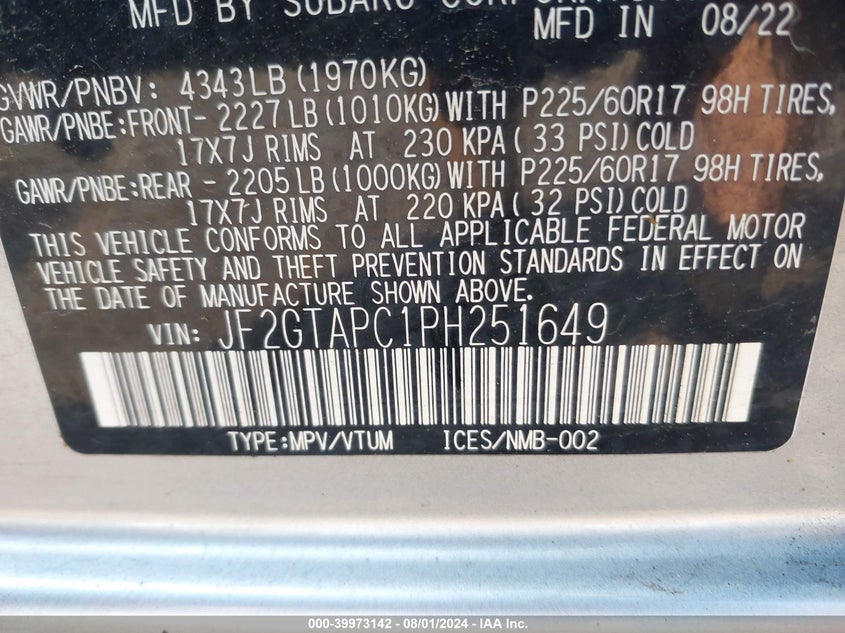 MFD BY SUBARU CORPORATION
MFD IN 08/22
GVWR/PNBV: 4343LB (1970KG)
GAWR/PNBE:FRONT- 2227LB (1010KG) WITH P225/60R17 98H TIRES,
17X7J RIMS AT 230 KPA( 33 PSI) COLD
GAWR/PNBE:REAR - 2205LB (1000KG) WITH P225/60R17 98H TIRES,
17X7J RIMS AT 220 KPA( 32 PSI) COLD
THIS VEHICLE CONFORMS TO ALL APPLICABLE FEDERAL MOTOR
VEHICLE SAFETY AND THEFT PREVENTION STANDARDS IN EFFECT ON
THE DATE OF MANUFACTURE SHOWN ABOVE.
VIN: JF2GTAPC1PH251649
TYPE:MPV/VTUM ICES/NMB-002
000-39973142 - 08/01/2024 - IAA Inc.